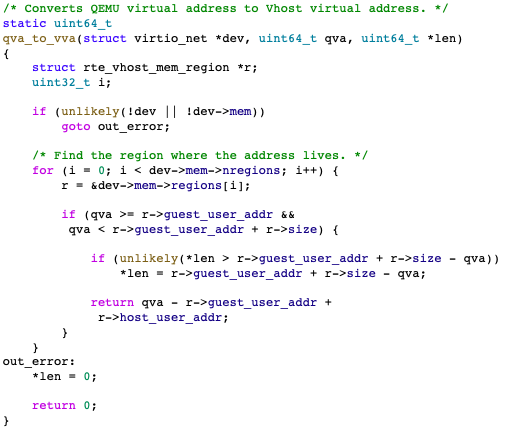 /* Converts QEMU virtual address to Vhost virtual address. */
static uint64_t
qva_to_vva(struct virtio_net *dev, uint64_t qva, uint64_t *len)
{
    struct rte_vhost_mem_region *r;
    uint32_t i;

    if (unlikely(!dev || !dev->mem))
        goto out_error;

    /* Find the region where the address lives. */
    for (i = 0; i < dev->mem->nregions; i++) {
        r = &dev->mem->regions[i];

        if (qva >= r->guest_user_addr &&
         qva < r->guest_user_addr + r->size) {

            if (unlikely(*len > r->guest_user_addr + r->size - qva))
                *len = r->guest_user_addr + r->size - qva;

            return qva - r->guest_user_addr +
             r->host_user_addr;
        }
    }
out_error:
    *len = 0;

    return 0;
}